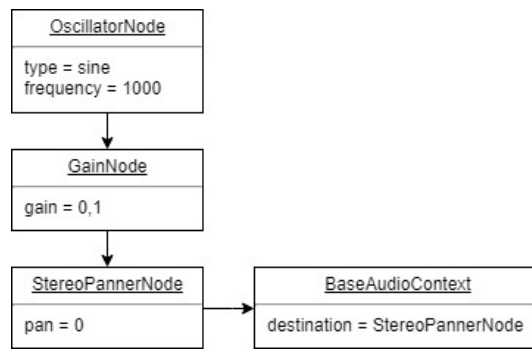 OscillatorNode
type = sine
frequency = 1000
GainNode
gain = 0,1
StereoPannerNode
pan = 0
BaseAudioContext
destination = StereoPannerNode